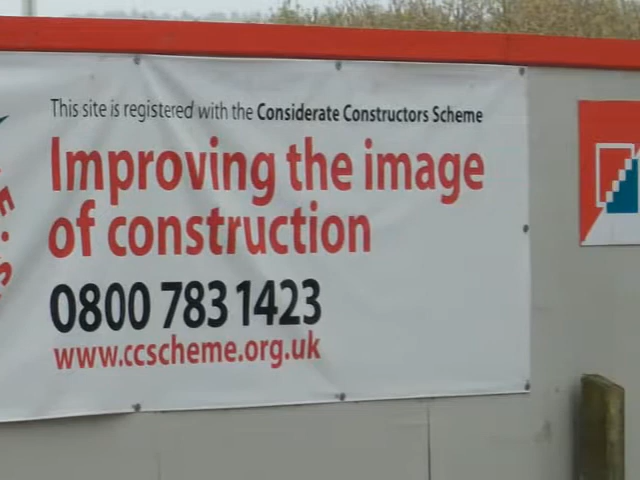 This site is registered with the Considerate Constructors Scheme
Improving the image
of construction
0800 783 1423
www.ccscheme.org.uk